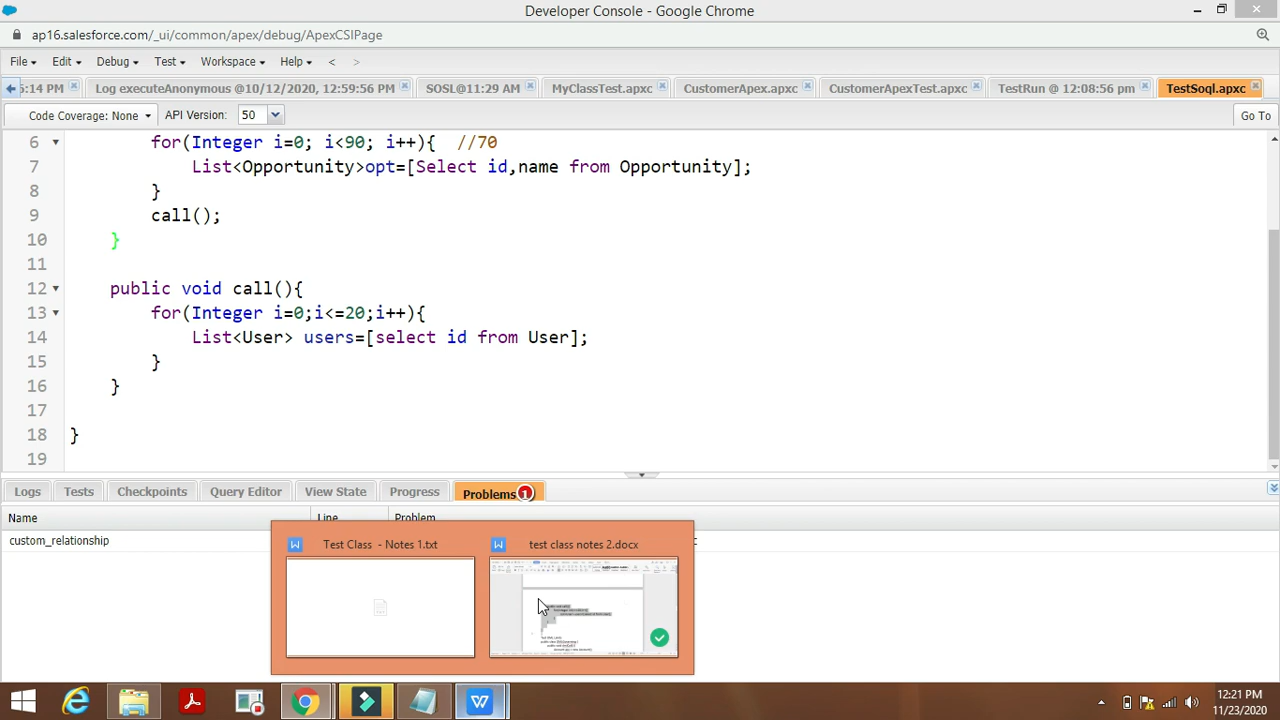 Developer Console - Google Chrome
ap16.salesforce.com/_ui/common/apex/debug/ApexCSIPage
File Edit Debug Test Workspace Help < >
5:14 PM Log executeAnonymous @10/12/2020, 12:59:56 PM SOSL@11:29 AM MyClassTest.apxc CustomerApex.apxc CustomerApexTest.apxc TestRun @ 12:08:56 pm TestSoql.apxc
Code Coverage: None API Version: 50 Go To
6 for(Integer i=0; i<90; i++){ //70
7 List<Opportunity>opt=[Select id,name from Opportunity];
8 }
9 call();
10 }
11
12 public void call(){
13 for(Integer i=0;i<=20;i++){
14 List<User> users=[select id from User];
15 }
16 }
17
18 }
19
Logs Tests Checkpoints Query Editor View State Progress Problems 1
Name Line Problem
custom_relationship
W Test Class - Notes 1.txt W test class notes 2.docx
12:21 PM
11/23/2020